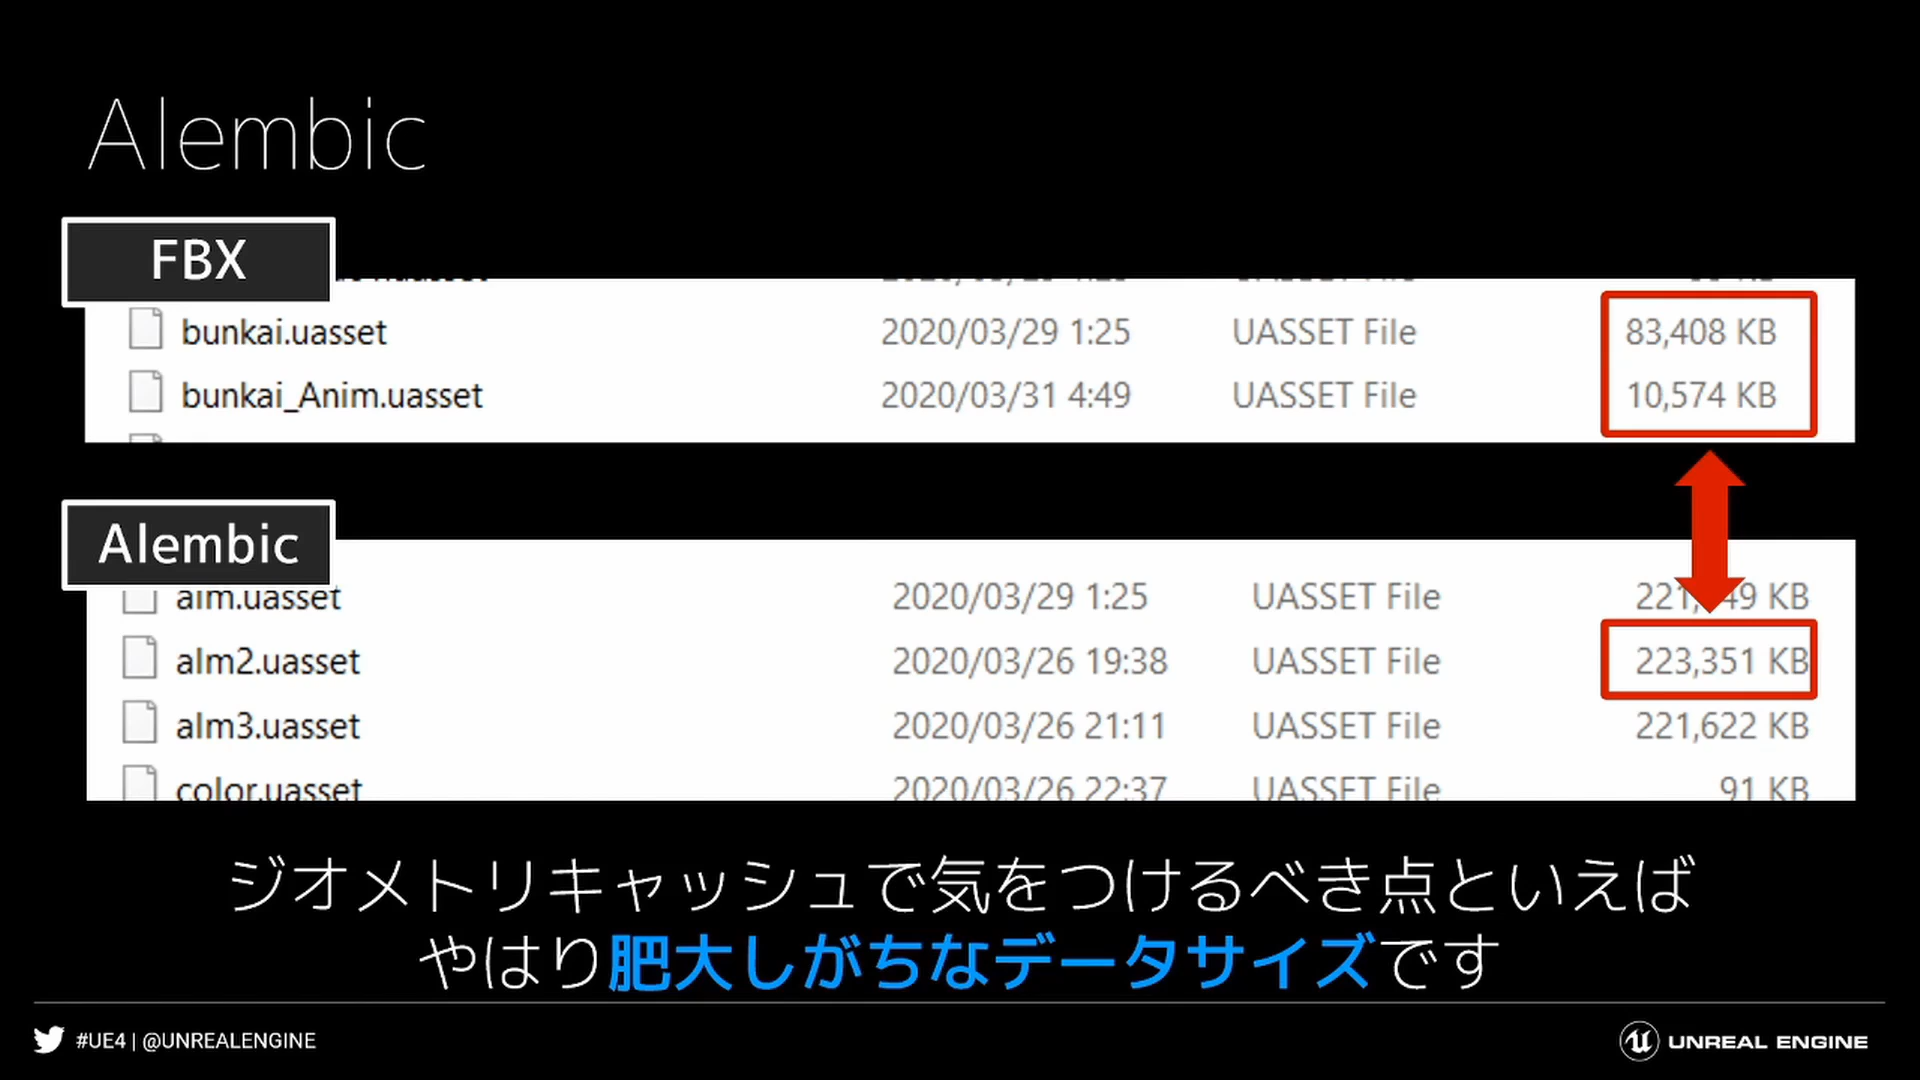 Alembic
FBX
bunkai.uasset 2020/03/29 1:25 UASSET File 83,408 KB
bunkai_Anim.uasset 2020/03/31 4:49 UASSET File 10,574 KB
Alembic
alm.uasset 2020/03/29 1:25 UASSET File KB
alm2.uasset 2020/03/26 19:38 UASSET File 223,351 KB
alm3.uasset 2020/03/26 21:11 UASSET File 221,622 KB
color.uasset 2020/03/26 22:37 UASSET File 91 KB
ジオメトリキャッシュで気をつけるべき点といえば
やはり肥大しがちなデータサイズです
#UE4 | @UNREALENGINE
UNREAL ENGINE